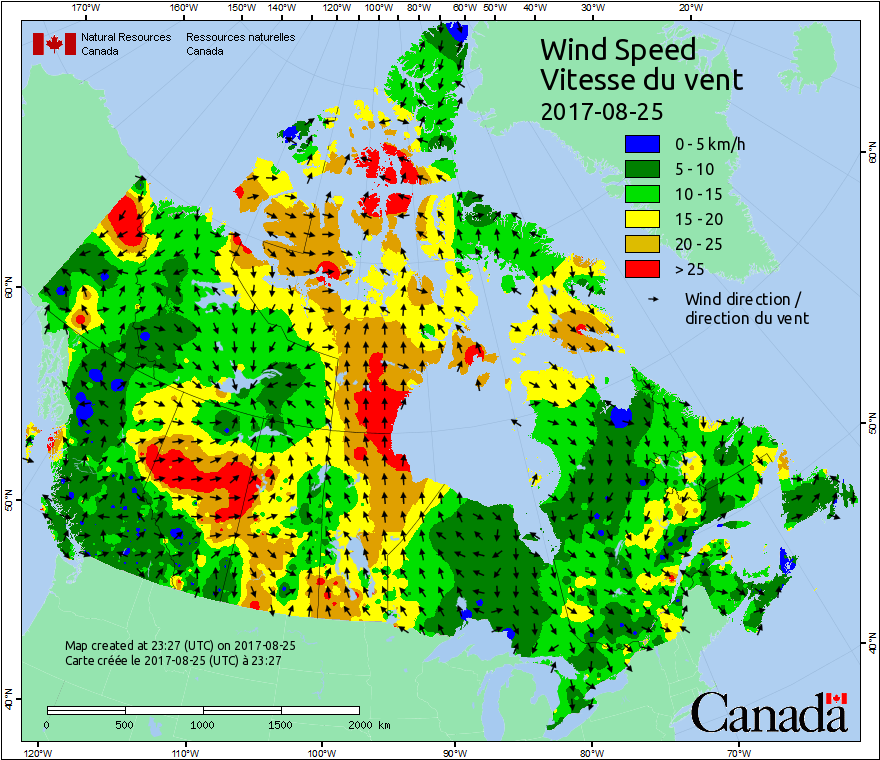 170°W 160°W 150°W 140°W 120°W 100°W 80°W 60°W 50°W 40°W 30°W 20°W
Natural Resources Ressources naturelles
Canada Canada
Wind Speed
Vitesse du vent
2017-08-25
0 - 5 km/h
5 - 10
10 - 15
15 - 20
20 - 25
> 25
Wind direction /
direction du vent
60°N 60°N
50°N 50°N
40°N 40°N
Map created at 23:27 (UTC) on 2017-08-25
Carte créée le 2017-08-25 (UTC) à 23:27
0 500 1000 1500 2000 km
Canada
120°W 110°W 100°W 90°W 80°W 70°W